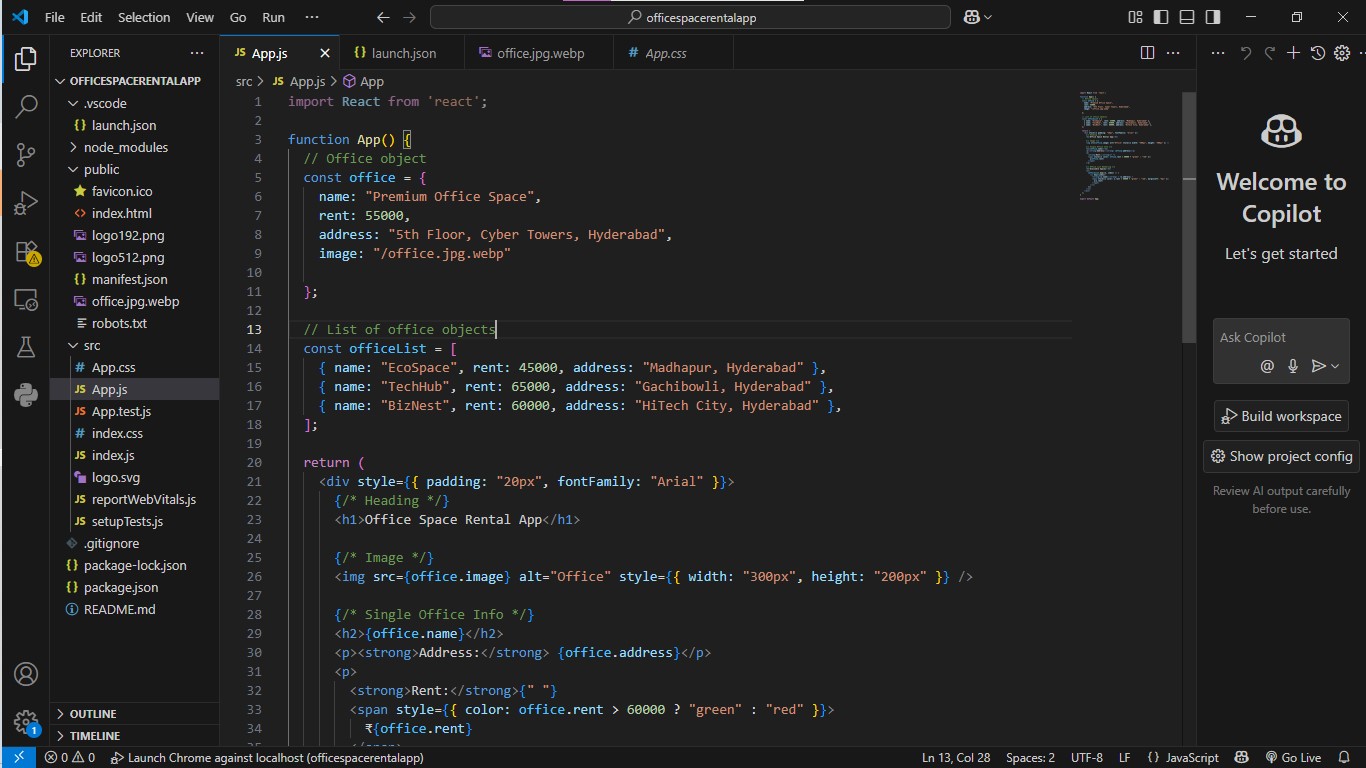 File Edit Selection View Go Run ··· officespacerentalapp
EXPLORER ···
OFFICESPACERENTALAPP
.vscode
{} launch.json
node_modules
public
favicon.ico
<> index.html
logo192.png
logo512.png
{} manifest.json
office.jpg.webp
robots.txt
src
# App.css
JS App.js
JS App.test.js
# index.css
JS index.js
logo.svg
JS reportWebVitals.js
JS setupTests.js
.gitignore
{} package-lock.json
{} package.json
README.md
OUTLINE
TIMELINE
JS App.js {} launch.json office.jpg.webp # App.css
src > JS App.js > App
1 import React from 'react';
2
3 function App() {
4 // Office object
5 const office = {
6 name: "Premium Office Space",
7 rent: 55000,
8 address: "5th Floor, Cyber Towers, Hyderabad",
9 image: "/office.jpg.webp"
10
11 };
12
13 // List of office objects
14 const officeList = [
15 { name: "EcoSpace", rent: 45000, address: "Madhapur, Hyderabad" },
16 { name: "TechHub", rent: 65000, address: "Gachibowli, Hyderabad" },
17 { name: "BizNest", rent: 60000, address: "HiTech City, Hyderabad" },
18 ];
19
20 return (
21 <div style={{ padding: "20px", fontFamily: "Arial" }}>
22 {/* Heading */}
23 <h1>Office Space Rental App</h1>
24
25 {/* Image */}
26 <img src={office.image} alt="Office" style={{ width: "300px", height: "200px" }} />
27
28 {/* Single Office Info */}
29 <h2>{office.name}</h2>
30 <p><strong>Address:</strong> {office.address}</p>
31 <p>
32 <strong>Rent:</strong>{" "}
33 <span style={{ color: office.rent > 60000 ? "green" : "red" }}>
34 ₹{office.rent}
Welcome to
Copilot
Let's get started
Ask Copilot
@
Build workspace
Show project config
Review AI output carefully
before use.
1
0 0 Launch Chrome against localhost (officespacerentalapp) Ln 13, Col 28 Spaces: 2 UTF-8 LF {} JavaScript Go Live